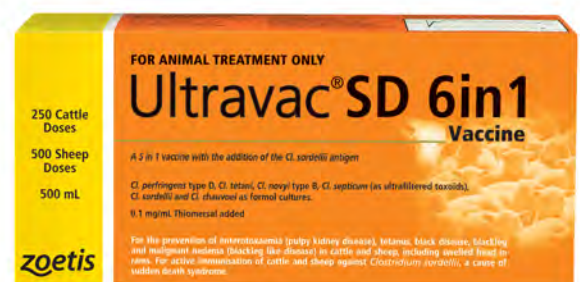 FOR ANIMAL TREATMENT ONLY
Ultravac® SD 6in1
Vaccine
250 Cattle
Doses
500 Sheep
Doses
500 mL
A 5 in 1 vaccine with the addition of the Cl. sordellii antigen
Cl. perfringens type D, Cl. tetani, Cl. novyi type B, Cl. septicum (as ultrafiltered toxoids),
Cl. sordellii and Cl. chauvoei as formol cultures.
0.1 mg/mL Thiomersal added
For the prevention of enterotoxaemia (pulpy kidney disease), tetanus, black disease, blackleg
and malignant oedema (blackleg like disease) in cattle and sheep, including swelled head in
rams. For active immunisation of cattle and sheep against Clostridium sordellii, a cause of
sudden death syndrome.
zoetis